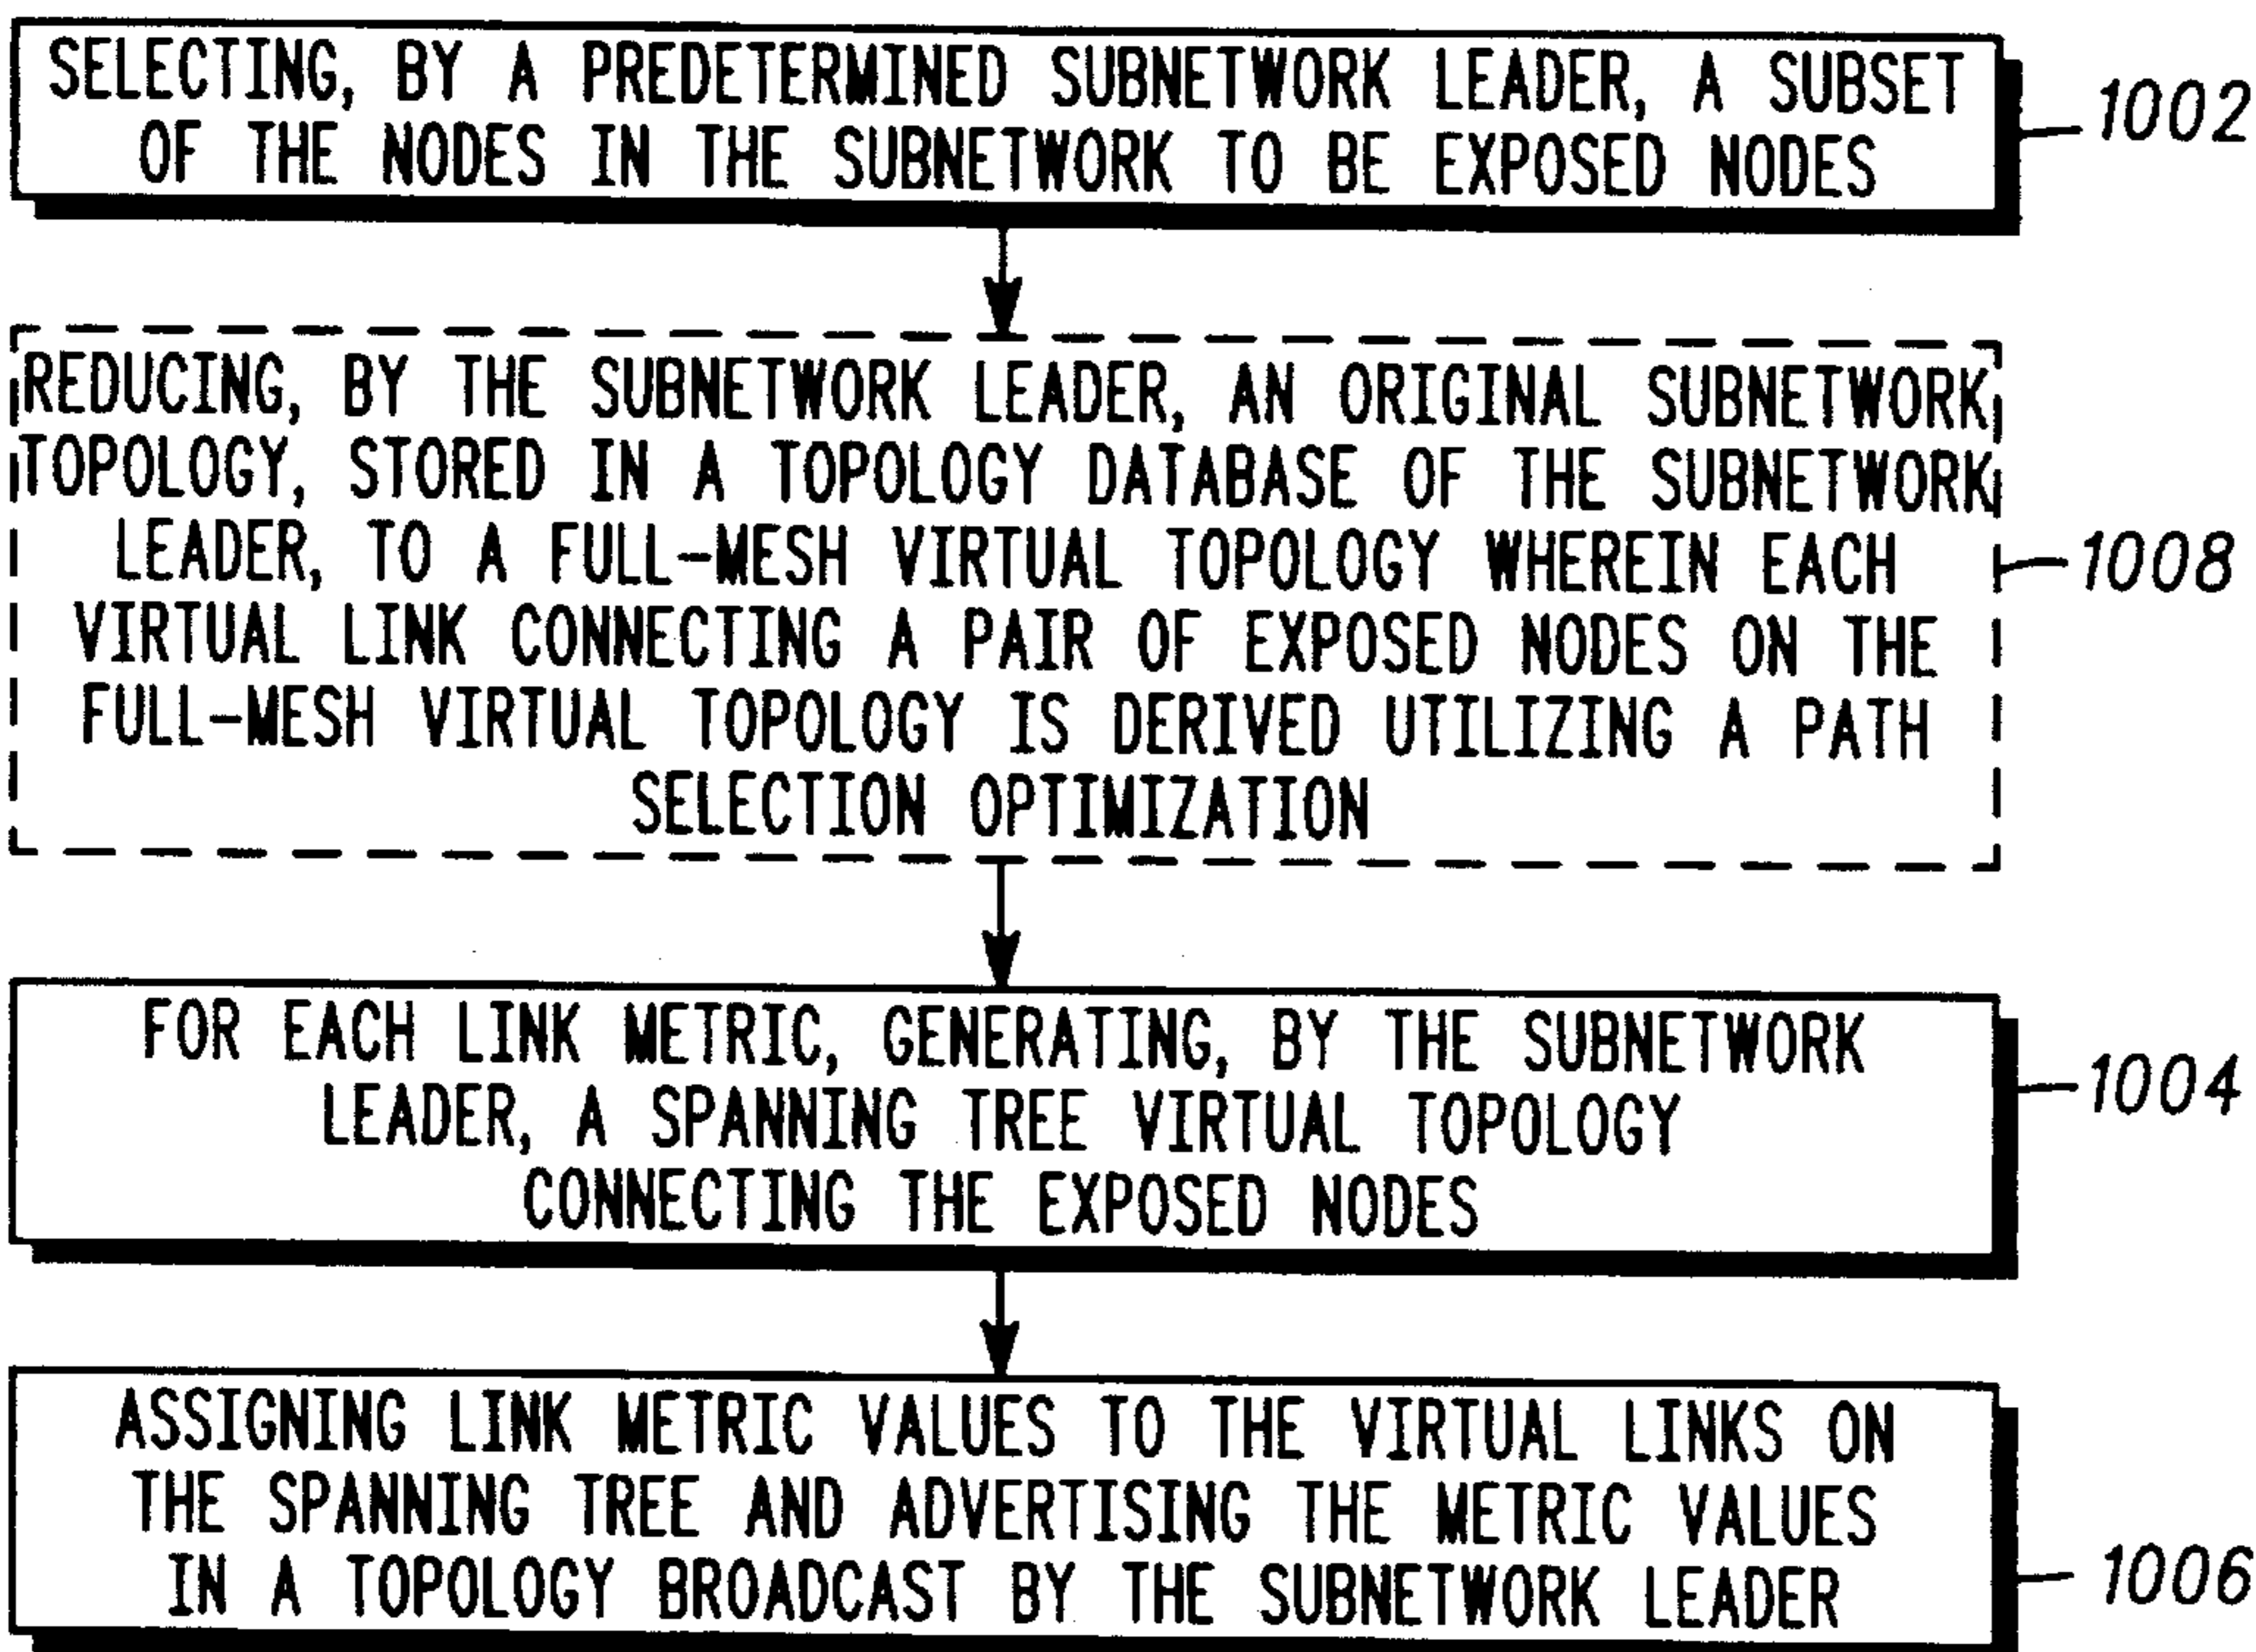 SELECTING, BY A PREDETERMINED SUBNETWORK LEADER, A SUBSET
OF THE NODES IN THE SUBNETWORK TO BE EXPOSED NODES
1002
REDUCING, BY THE SUBNETWORK LEADER, AN ORIGINAL SUBNETWORK
TOPOLOGY, STORED IN A TOPOLOGY DATABASE OF THE SUBNETWORK
LEADER, TO A FULL-MESH VIRTUAL TOPOLOGY WHEREIN EACH
VIRTUAL LINK CONNECTING A PAIR OF EXPOSED NODES ON THE
FULL-MESH VIRTUAL TOPOLOGY IS DERIVED UTILIZING A PATH
SELECTION OPTIMIZATION
1008
FOR EACH LINK METRIC, GENERATING, BY THE SUBNETWORK
LEADER, A SPANNING TREE VIRTUAL TOPOLOGY
CONNECTING THE EXPOSED NODES
1004
ASSIGNING LINK METRIC VALUES TO THE VIRTUAL LINKS ON
THE SPANNING TREE AND ADVERTISING THE METRIC VALUES
IN A TOPOLOGY BROADCAST BY THE SUBNETWORK LEADER
1006